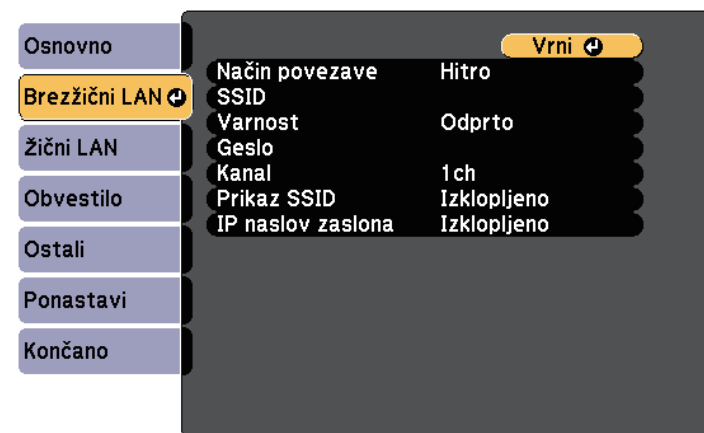 Osnovno
Brezžični LAN
Žični LAN
Obvestilo
Ostali
Ponastavi
Končano
Vrni
Način povezave Hitro
SSID
Varnost Odprto
Geslo
Kanal 1ch
Prikaz SSID Izklopljeno
IP naslov zaslona Izklopljeno